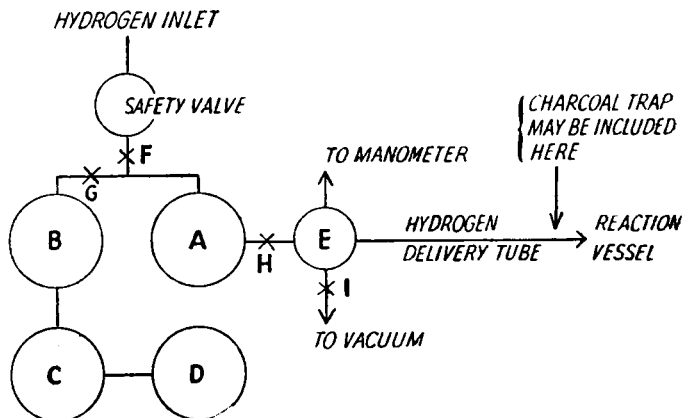 HYDROGEN INLET
SAFETY VALVE
F
G
CHARCOAL TRAP
MAY BE INCLUDED
HERE
TO MANOMETER
B
A
H
E
HYDROGEN
DELIVERY TUBE
REACTION
VESSEL
I
TO VACUUM
C
D